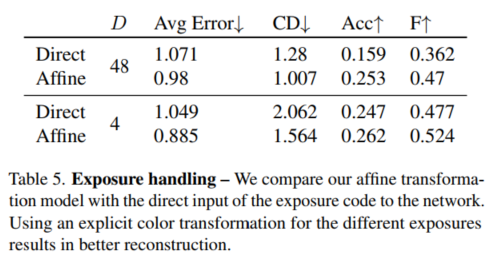 D Avg Error↓ CD↓ Acc↑ F↑
Direct 48 1.071 1.28 0.159 0.362
Affine 0.98 1.007 0.253 0.47
Direct 4 1.049 2.062 0.247 0.477
Affine 0.885 1.564 0.262 0.524
Table 5. Exposure handling – We compare our affine transforma-
tion model with the direct input of the exposure code to the network.
Using an explicit color transformation for the different exposures
results in better reconstruction.